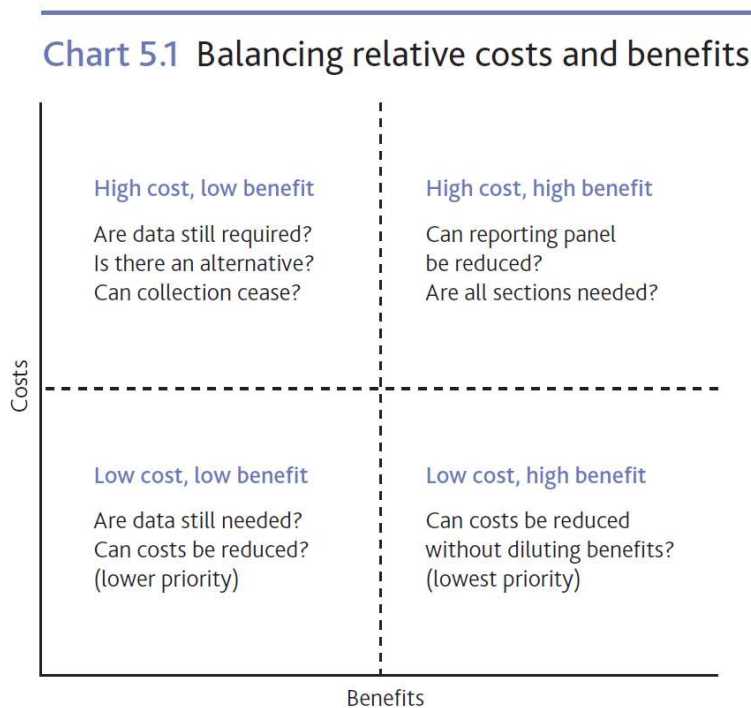 Chart 5.1 Balancing relative costs and benefits
High cost, low benefit
Are data still required?
Is there an alternative?
Can collection cease?
High cost, high benefit
Can reporting panel
be reduced?
Are all sections needed?
Costs
Low cost, low benefit
Are data still needed?
Can costs be reduced?
(lower priority)
Low cost, high benefit
Can costs be reduced
without diluting benefits?
(lowest priority)
Benefits